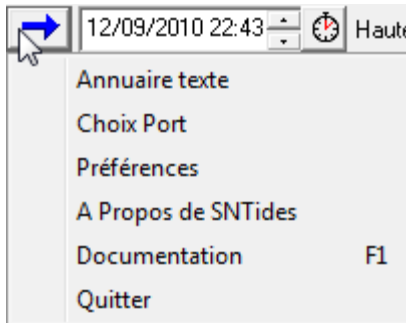 12/09/2010 22:43 Haute
Annuaire texte
Choix Port
Préférences
A Propos de SNTides
Documentation F1
Quitter